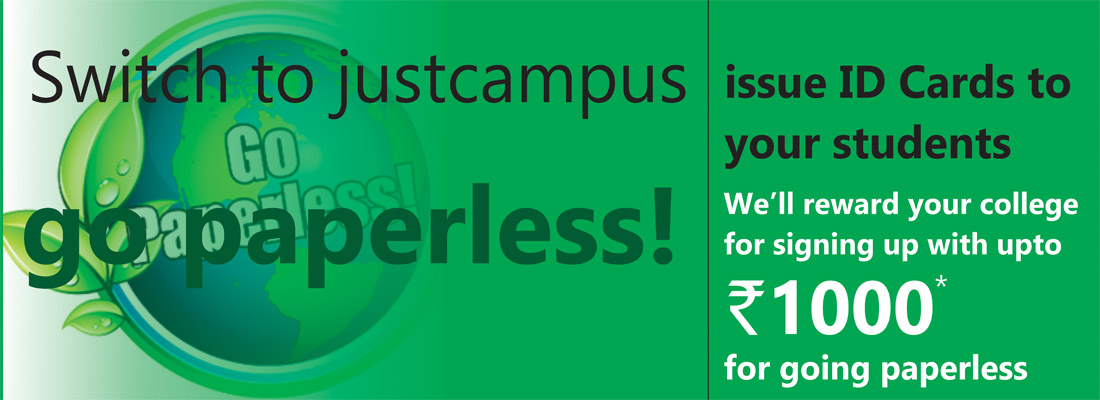 Switch to justcampus
Go
Paperless!
go paperless!
issue ID Cards to
your students
We'll reward your college
for signing up with upto
₹1000*
for going paperless